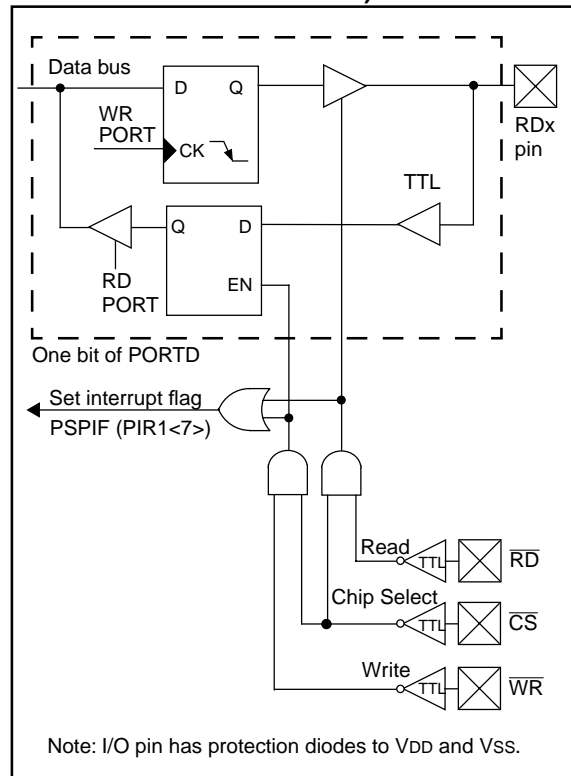 Data bus
D Q
WR
PORT
CK
RDx
pin
TTL
Q D
RD
PORT
EN
One bit of PORTD
Set interrupt flag
PSPIF (PIR1<7>)
Read
TTL
RD
Chip Select
TTL
CS
Write
TTL
WR
Note: I/O pin has protection diodes to VDD and VSS.